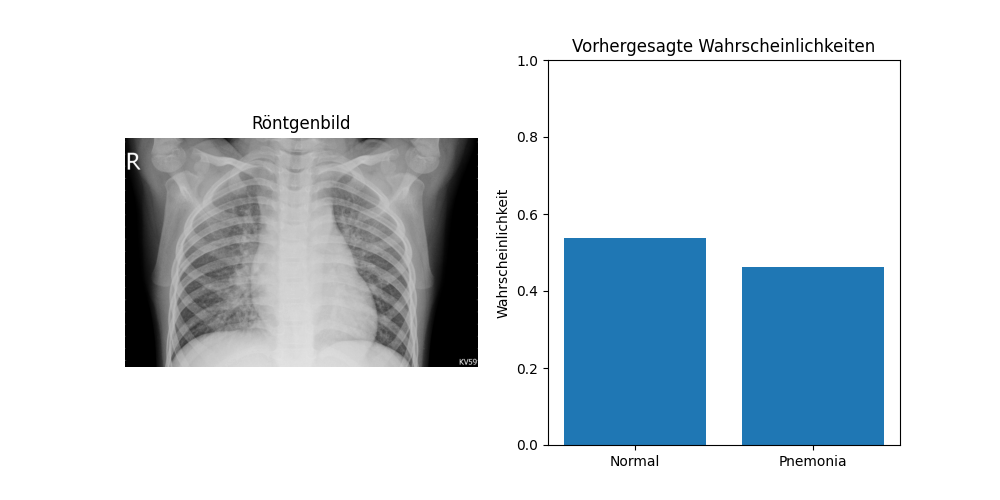 Röntgenbild
R
KV59
Vorhergesagte Wahrscheinlichkeiten
Wahrscheinlichkeit
1.0
0.8
0.6
0.4
0.2
0.0
Normal
Pnemonia